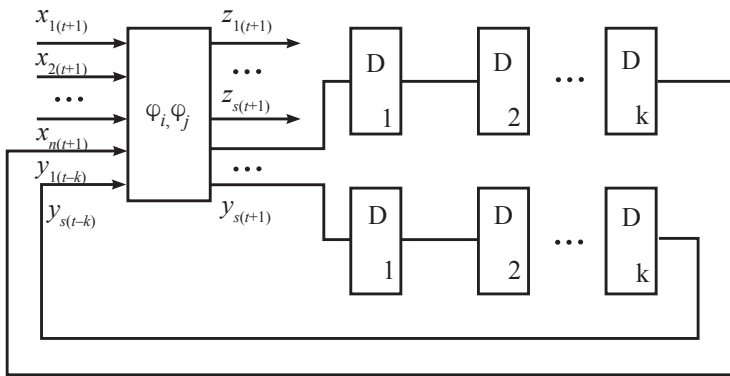 x1(t+1)
x2(t+1)
...
xn(t+1)
y1(t–k)
ys(t–k)
φi,φj
z1(t+1)
...
zs(t+1)
...
ys(t+1)
D
1
D
2
...
D
k
D
1
D
2
...
D
k